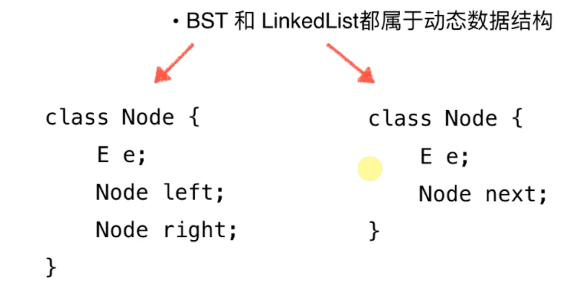 • BST 和 LinkedList都属于动态数据结构
class Node {
E e;
Node left;
Node right;
}
class Node {
E e;
Node next;
}